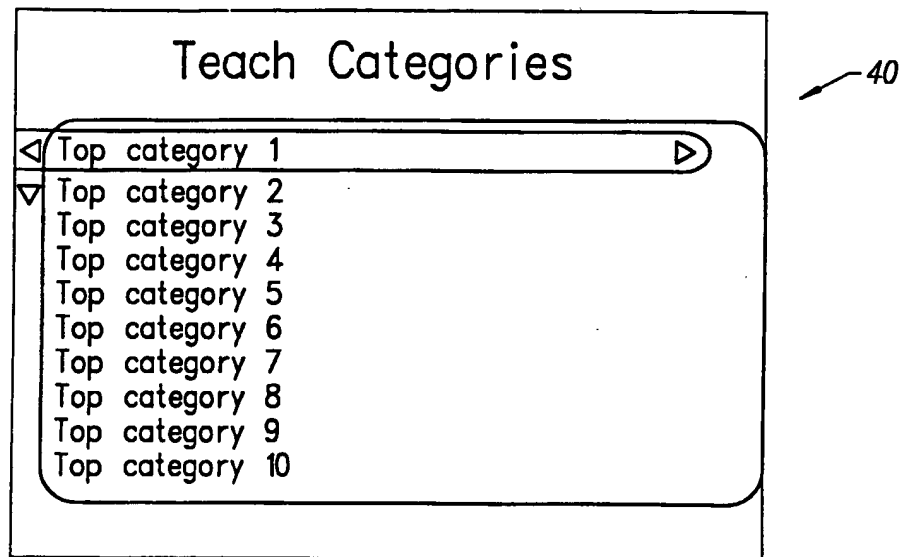 Teach Categories
40
Top category 1
Top category 2
Top category 3
Top category 4
Top category 5
Top category 6
Top category 7
Top category 8
Top category 9
Top category 10